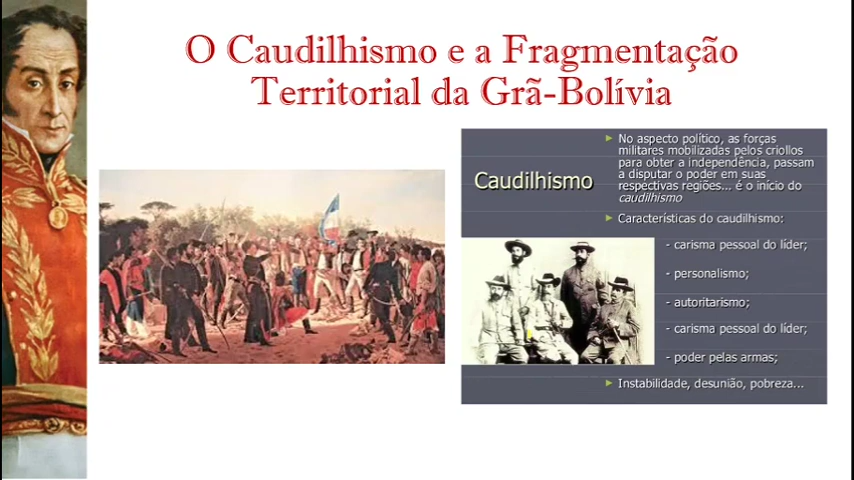 O Caudilhismo e a Fragmentação
Territorial da Grã-Bolívia
Caudilhismo
► No aspecto político, as forças
militares mobilizadas pelos criollos
para obter a independência, passam
a disputar o poder em suas
respectivas regiões... é o início do
caudilhismo
► Características do caudilhismo:
- carisma pessoal do líder;
- personalismo;
- autoritarismo;
- carisma pessoal do líder;
- poder pelas armas;
► Instabilidade, desunião, pobreza...